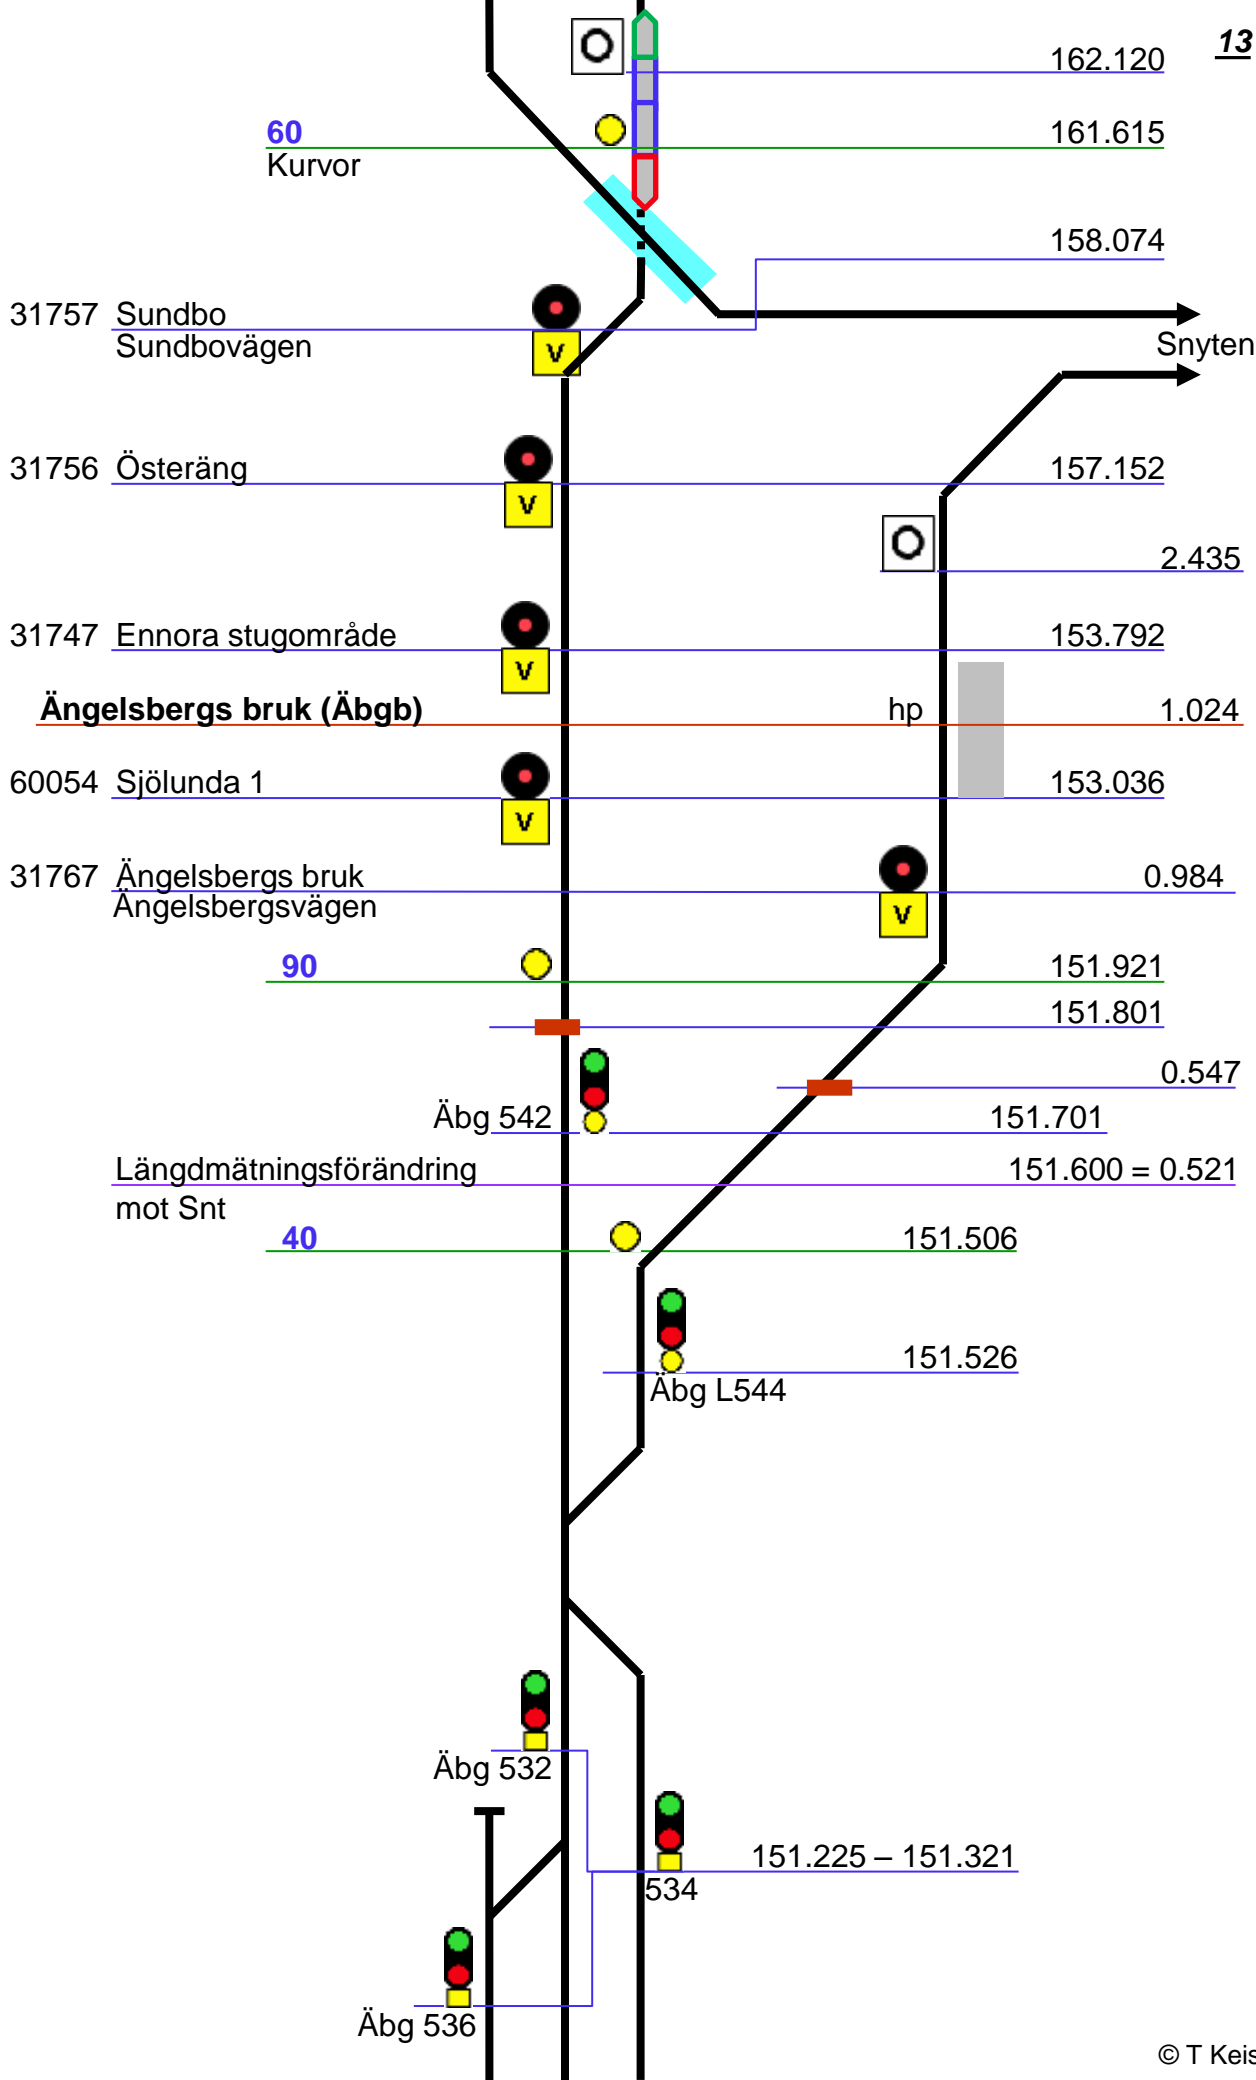 13
162.120
60
161.615
Kurvor
158.074
31757 Sundbo
Sundbovägen
V
Snyten
31756 Österäng
157.152
V
2.435
31747 Ennora stugområde
153.792
V
Ängelsbergs bruk (Äbgb)
hp
1.024
60054 Sjölunda 1
153.036
V
31767 Ängelsbergs bruk
0.984
Ängelsbergsvägen
V
90
151.921
151.801
0.547
Äbg 542
151.701
Längdmätningsförändring
151.600 = 0.521
mot Snt
40
151.506
151.526
Äbg L544
Äbg 532
151.225 – 151.321
534
Äbg 536
© T Keis